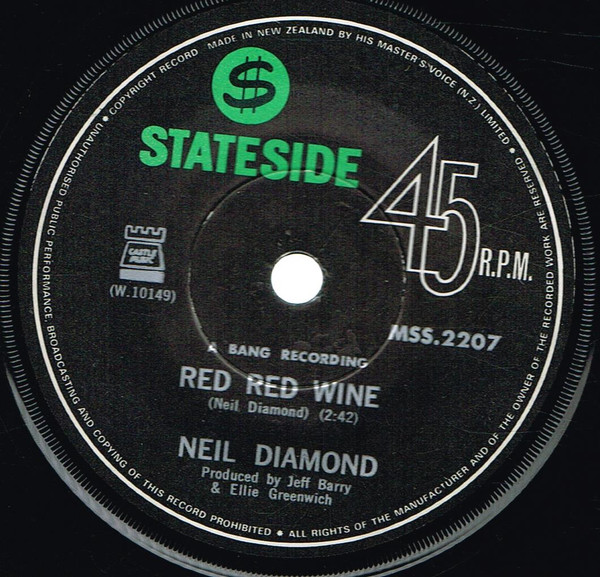 COPYRIGHT RECORD MADE IN NEW ZEALAND BY HIS MASTER'S VOICE (N.Z.) LIMITED • ALL RIGHTS OF THE MANUFACTURER AND OF THE OWNER OF THE RECORDED WORK ARE RESERVED
• UNAUTHORISED PUBLIC PERFORMANCE, BROADCASTING AND COPYING OF THIS RECORD PROHIBITED •
$
STATESIDE
45 R.P.M.
CASTLE
MUSIC
(W.10149)
MSS.2207
A BANG RECORDING
RED RED WINE
(Neil Diamond) (2:42)
NEIL DIAMOND
Produced by Jeff Barry
& Ellie Greenwich